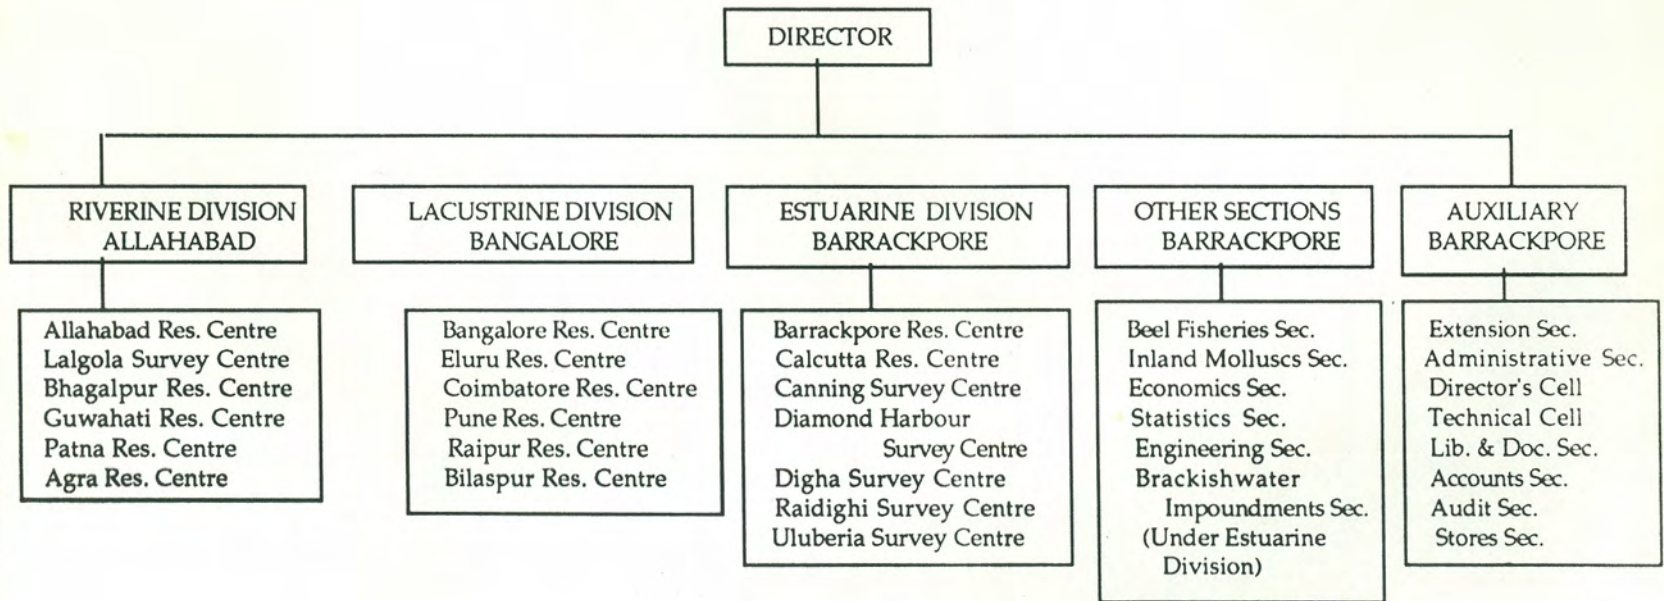 DIRECTOR
RIVERINE DIVISION
ALLAHABAD
Allahabad Res. Centre
Lalgola Survey Centre
Bhagalpur Res. Centre
Guwahati Res. Centre
Patna Res. Centre
Agra Res. Centre
LACUSTRINE DIVISION
BANGALORE
Bangalore Res. Centre
Eluru Res. Centre
Coimbatore Res. Centre
Pune Res. Centre
Raipur Res. Centre
Bilaspur Res. Centre
ESTUARINE DIVISION
BARRACKPORE
Barrackpore Res. Centre
Calcutta Res. Centre
Canning Survey Centre
Diamond Harbour
Survey Centre
Digha Survey Centre
Raidighi Survey Centre
Uluberia Survey Centre
OTHER SECTIONS
BARRACKPORE
Beel Fisheries Sec.
Inland Molluscs Sec.
Economics Sec.
Statistics Sec.
Engineering Sec.
Brackishwater
Impoundments Sec.
(Under Estuarine
Division)
AUXILIARY
BARRACKPORE
Extension Sec.
Administrative Sec.
Director's Cell
Technical Cell
Lib. & Doc. Sec.
Accounts Sec.
Audit Sec.
Stores Sec.